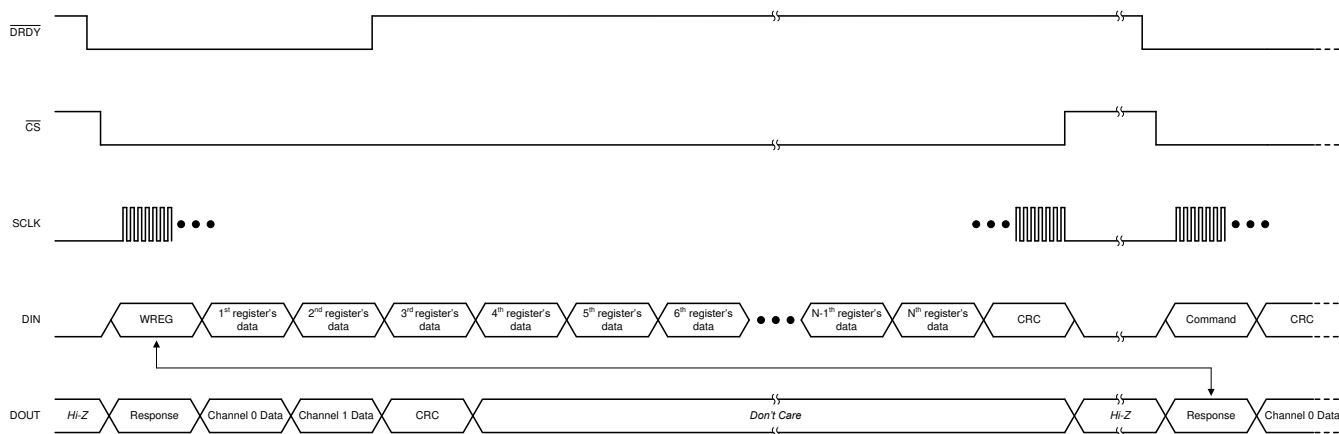 DRDY
CS
SCLK
DIN
WREG
1st register's
data
2nd register's
data
3rd register's
data
4th register's
data
5th register's
data
6th register's
data
N-1th register's
data
Nth register's
data
CRC
Command
CRC
DOUT
Hi-Z
Response
Channel 0 Data
Channel 1 Data
CRC
Don't Care
Hi-Z
Response
Channel 0 Data